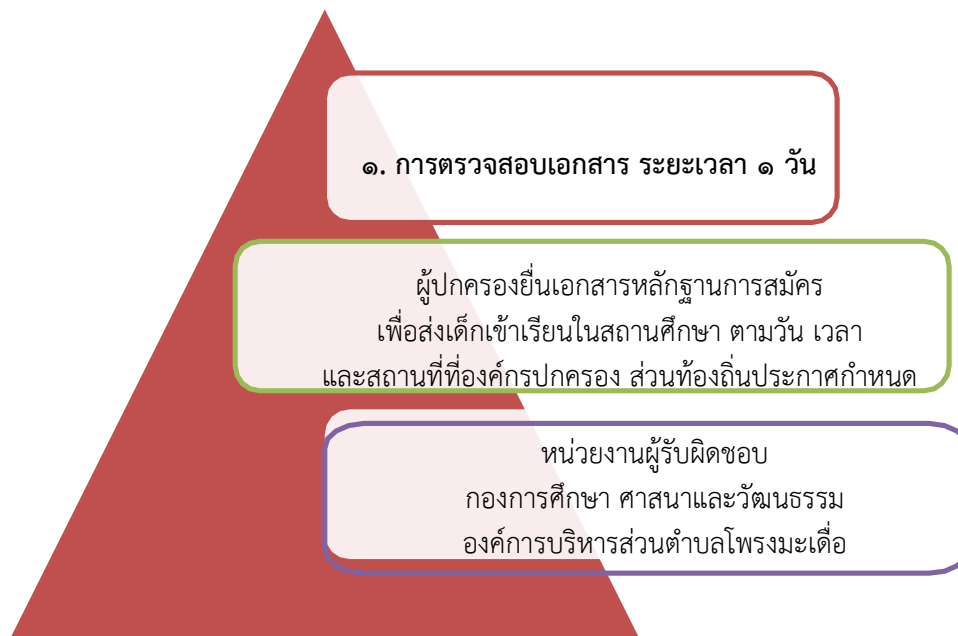 ๑. การตรวจสอบเอกสาร ระยะเวลา ๑ วัน
ผู้ปกครองยื่นเอกสารหลักฐานการสมัคร
เพื่อส่งเด็กเข้าเรียนในสถานศึกษา ตามวัน เวลา
และสถานที่ที่องค์กรปกครอง ส่วนท้องถิ่นประกาศกำหนด
หน่วยงานผู้รับผิดชอบ
กองการศึกษา ศาสนาและวัฒนธรรม
องค์การบริหารส่วนตำบลโพรงมะเดื่อ